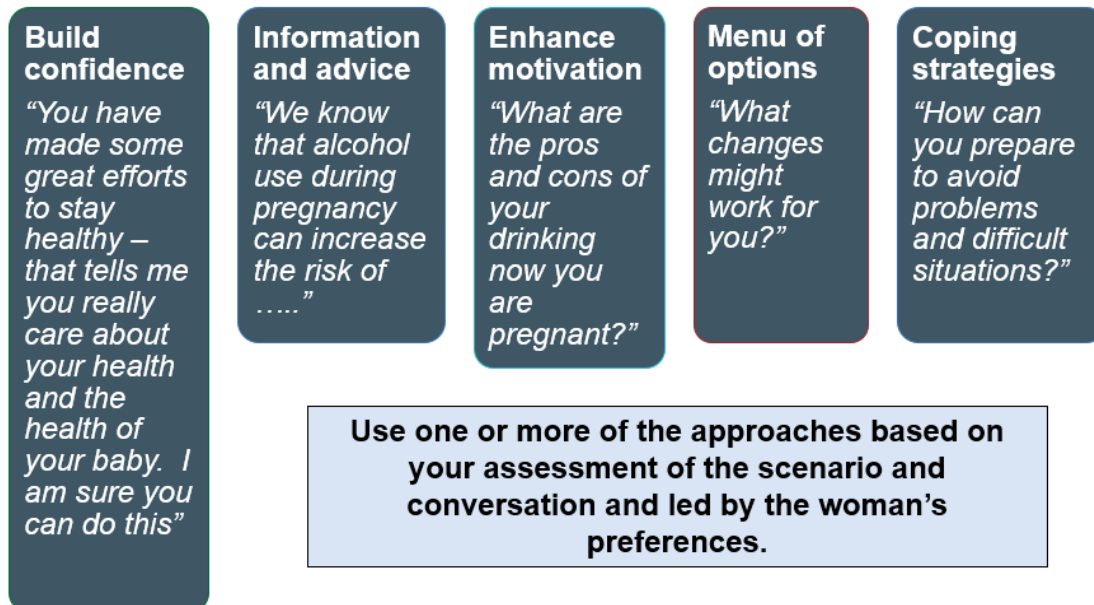 Build
confidence
“You have
made some
great efforts
to stay
healthy –
that tells me
you really
care about
your health
and the
health of
your baby.  I
am sure you
can do this”
Information
and advice
“We know
that alcohol
use during
pregnancy
can increase
the risk of
…..”
Enhance
motivation
“What are
the pros
and cons of
your
drinking
now you
are
pregnant?”
Menu of
options
“What
changes
might
work for
you?”
Coping
strategies
“How can
you prepare
to avoid
problems
and difficult
situations?”
Use one or more of the approaches based on
your assessment of the scenario and
conversation and led by the woman’s
preferences.